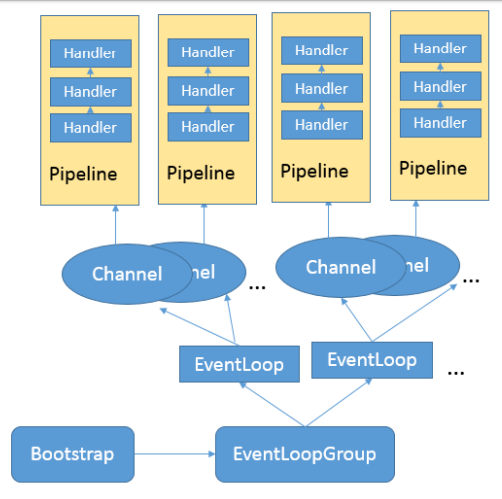 Handler
Handler
Handler
Pipeline
Handler
Handler
Handler
Pipeline
Handler
Handler
Handler
Pipeline
Handler
Handler
Handler
Pipeline
Channel
nel
...
Channel
nel
...
EventLoop
EventLoop
...
Bootstrap
EventLoopGroup